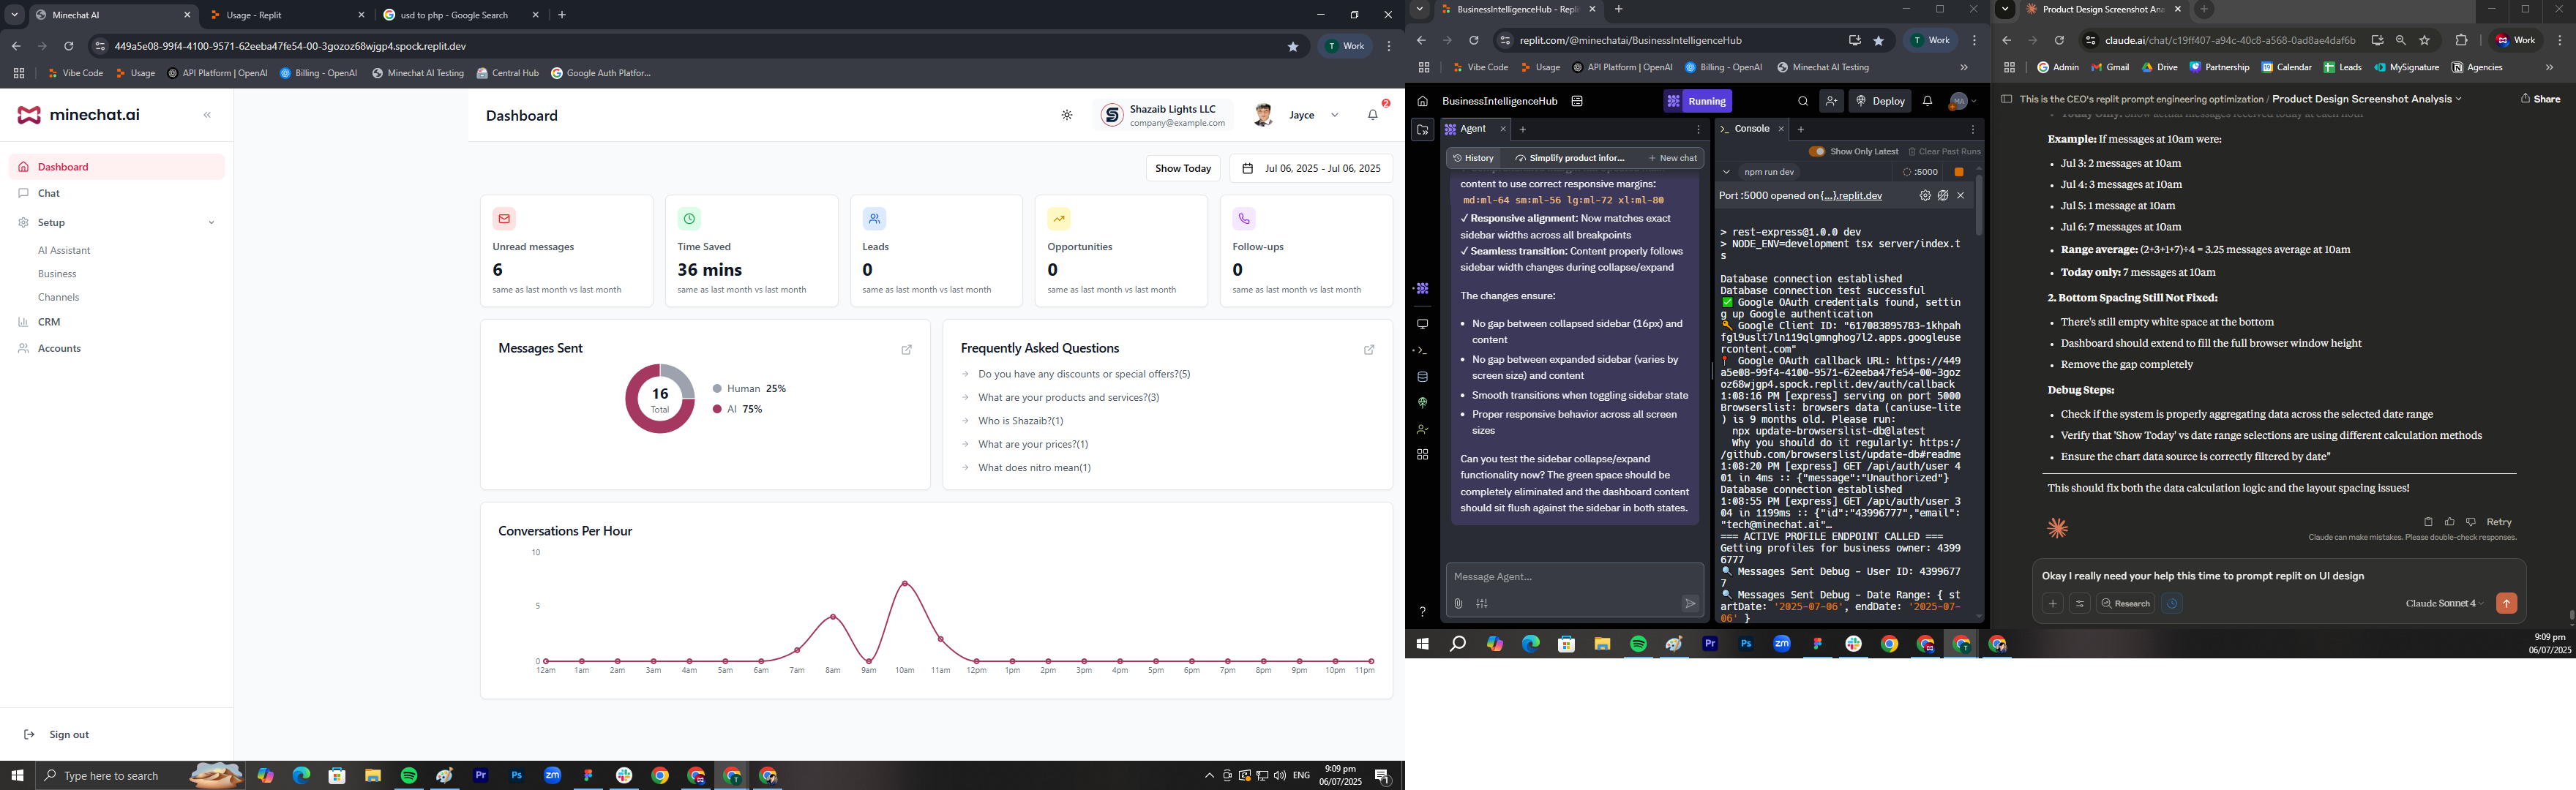 Minechat AI
Usage - Replit
usd to php - Google Search
449a5e08-99f4-4100-9571-62eeba47fe54-00-3gozoz68wjgp4.spock.replit.dev
Work
Vibe Code
Usage
API Platform | OpenAI
Billing - OpenAI
Minechat AI Testing
Central Hub
Google Auth Platfor...
minechat.ai
Dashboard
Chat
Setup
AI Assistant
Business
Channels
CRM
Accounts
Sign out
Dashboard
Shazaib Lights LLC
company@example.com
Jayce
2
Show Today
Jul 06, 2025 - Jul 06, 2025
Unread messages
6
same as last month vs last month
Time Saved
36 mins
same as last month vs last month
Leads
0
same as last month vs last month
Opportunities
0
same as last month vs last month
Follow-ups
0
same as last month vs last month
Messages Sent
16
Total
Human 25%
AI 75%
Frequently Asked Questions
Do you have any discounts or special offers?(5)
What are your products and services?(3)
Who is Shazaib?(1)
What are your prices?(1)
What does nitro mean(1)
Conversations Per Hour
10
5
0
12am 1am 2am 3am 4am 5am 6am 7am 8am 9am 10am 11am 12pm 1pm 2pm 3pm 4pm 5pm 6pm 7pm 8pm 9pm 10pm 11pm
Type here to search
ENG
9:09 pm
06/07/2025
BusinessIntelligenceHub - Repli
replit.com/@minechatai/BusinessIntelligenceHub
Work
Vibe Code
Usage
API Platform | OpenAI
Billing - OpenAI
Minechat AI Testing
BusinessIntelligenceHub
Running
Deploy
Agent
History
Simplify product infor...
New chat
content to use correct responsive margins:
md:ml-64 sm:ml-56 lg:ml-72 xl:ml-80
✓ Responsive alignment: Now matches exact
sidebar widths across all breakpoints
✓ Seamless transition: Content properly follows
sidebar width changes during collapse/expand
The changes ensure:
No gap between collapsed sidebar (16px) and
content
No gap between expanded sidebar (varies by
screen size) and content
Smooth transitions when toggling sidebar state
Proper responsive behavior across all screen
sizes
Can you test the sidebar collapse/expand
functionality now? The green space should be
completely eliminated and the dashboard content
should sit flush against the sidebar in both states.
Message Agent...
Console
Show Only Latest
Clear Past Runs
npm run dev
:5000
Port :5000 opened on {...}.replit.dev
> rest-express@1.0.0 dev
> NODE_ENV=development tsx server/index.t
s
Database connection established
Database connection test successful
✅ Google OAuth credentials found, settin
g up Google authentication
🔑 Google Client ID: "617083895783-1khpah
fgl9uslt7ln119qlgmnghog7l2.apps.googleuse
rcontent.com"
📍 Google OAuth callback URL: https://449
a5e08-99f4-4100-9571-62eeba47fe54-00-3goz
oz68wjgp4.spock.replit.dev/auth/callback
1:08:16 PM [express] serving on port 5000
Browserslist: browsers data (caniuse-lite
) is 9 months old. Please run:
npx update-browserslist-db@latest
Why you should do it regularly: https:/
/github.com/browserslist/update-db#readme
1:08:20 PM [express] GET /api/auth/user 4
01 in 4ms :: {"message":"Unauthorized"}
Database connection established
1:08:55 PM [express] GET /api/auth/user 3
04 in 1199ms :: {"id":"43996777","email":
"tech@minechat.ai"…
=== ACTIVE PROFILE ENDPOINT CALLED ===
Getting profiles for business owner: 4399
6777
🔍 Messages Sent Debug - User ID: 4399677
7
🔍 Messages Sent Debug - Date Range: { st
artDate: '2025-07-06', endDate: '2025-07-
06' }
Product Design Screenshot Ana
claude.ai/chat/c19ff407-a94c-40c8-a568-0ad8ae4daf6b
Work
Admin
Gmail
Drive
Partnership
Calendar
Leads
MySignature
Agencies
This is the CEO's replit prompt engineering optimization / Product Design Screenshot Analysis
Share
Today Only: Show actual messages received today at each hour
Example: If messages at 10am were:
Jul 3: 2 messages at 10am
Jul 4: 3 messages at 10am
Jul 5: 1 message at 10am
Jul 6: 7 messages at 10am
Range average: (2+3+1+7)÷4 = 3.25 messages average at 10am
Today only: 7 messages at 10am
2. Bottom Spacing Still Not Fixed:
There's still empty white space at the bottom
Dashboard should extend to fill the full browser window height
Remove the gap completely
Debug Steps:
Check if the system is properly aggregating data across the selected date range
Verify that 'Show Today' vs date range selections are using different calculation methods
Ensure the chart data source is correctly filtered by date"
This should fix both the data calculation logic and the layout spacing issues!
Retry
Claude can make mistakes. Please double-check responses.
Okay I really need your help this time to prompt replit on UI design
Research
Claude Sonnet 4
9:09 pm
06/07/2025